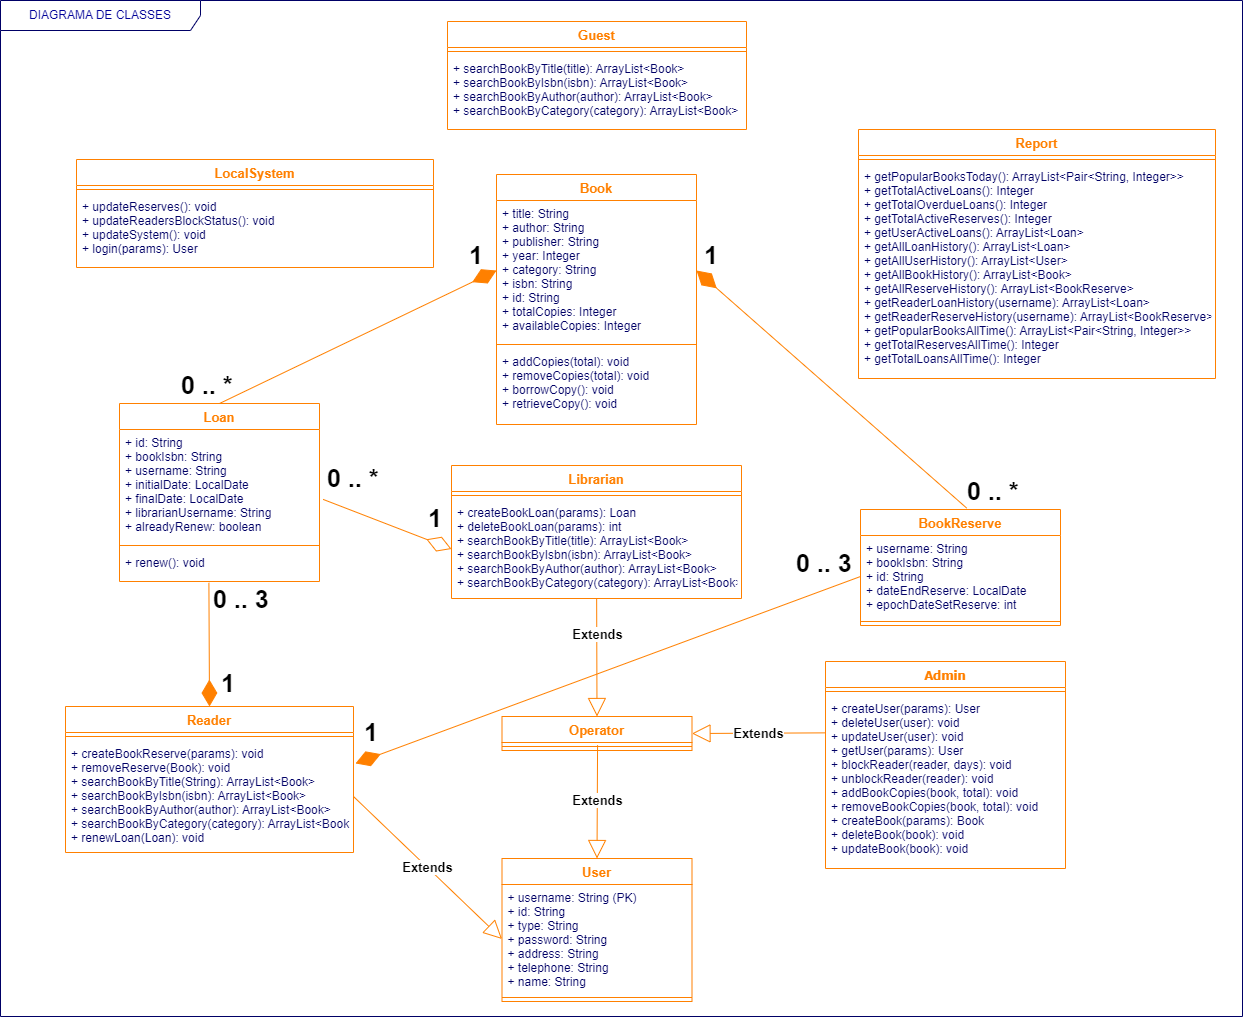 DIAGRAMA DE CLASSES
Guest
+ searchBookByTitle(title): ArrayList<Book>
+ searchBookByIsbn(isbn): ArrayList<Book>
+ searchBookByAuthor(author): ArrayList<Book>
+ searchBookByCategory(category): ArrayList<Book>
LocalSystem
+ updateReserves(): void
+ updateReadersBlockStatus(): void
+ updateSystem(): void
+ login(params): User
Book
+ title: String
+ author: String
+ publisher: String
+ year: Integer
+ category: String
+ isbn: String
+ id: String
+ totalCopies: Integer
+ availableCopies: Integer
+ addCopies(total): void
+ removeCopies(total): void
+ borrowCopy(): void
+ retrieveCopy(): void
Report
+ getPopularBooksToday(): ArrayList<Pair<String, Integer>>
+ getTotalActiveLoans(): Integer
+ getTotalOverdueLoans(): Integer
+ getTotalActiveReserves(): Integer
+ getUserActiveLoans(): ArrayList<Loan>
+ getAllLoanHistory(): ArrayList<Loan>
+ getAllUserHistory(): ArrayList<User>
+ getAllBookHistory(): ArrayList<Book>
+ getAllReserveHistory(): ArrayList<BookReserve>
+ getReaderLoanHistory(username): ArrayList<Loan>
+ getReaderReserveHistory(username): ArrayList<BookReserve>
+ getPopularBooksAllTime(): ArrayList<Pair<String, Integer>>
+ getTotalReservesAllTime(): Integer
+ getTotalLoansAllTime(): Integer
1
1
0 .. *
Loan
+ id: String
+ bookIsbn: String
+ username: String
+ initialDate: LocalDate
+ finalDate: LocalDate
+ librarianUsername: String
+ alreadyRenew: boolean
+ renew(): void
0 .. *
1
Librarian
+ createBookLoan(params): Loan
+ deleteBookLoan(params): int
+ searchBookByTitle(title): ArrayList<Book>
+ searchBookByIsbn(isbn): ArrayList<Book>
+ searchBookByAuthor(author): ArrayList<Book>
+ searchBookByCategory(category): ArrayList<Book>
0 .. *
BookReserve
+ username: String
+ bookIsbn: String
+ id: String
+ dateEndReserve: LocalDate
+ epochDateSetReserve: int
0 .. 3
0 .. 3
1
Extends
Reader
+ createBookReserve(params): void
+ removeReserve(Book): void
+ searchBookByTitle(String): ArrayList<Book>
+ searchBookByIsbn(isbn): ArrayList<Book>
+ searchBookByAuthor(author): ArrayList<Book>
+ searchBookByCategory(category): ArrayList<Book
+ renewLoan(Loan): void
1
Operator
Extends
Admin
+ createUser(params): User
+ deleteUser(user): void
+ updateUser(user): void
+ getUser(params): User
+ blockReader(reader, days): void
+ unblockReader(reader): void
+ addBookCopies(book, total): void
+ removeBookCopies(book, total): void
+ createBook(params): Book
+ deleteBook(book): void
+ updateBook(book): void
Extends
Extends
User
+ username: String (PK)
+ id: String
+ type: String
+ password: String
+ address: String
+ telephone: String
+ name: String